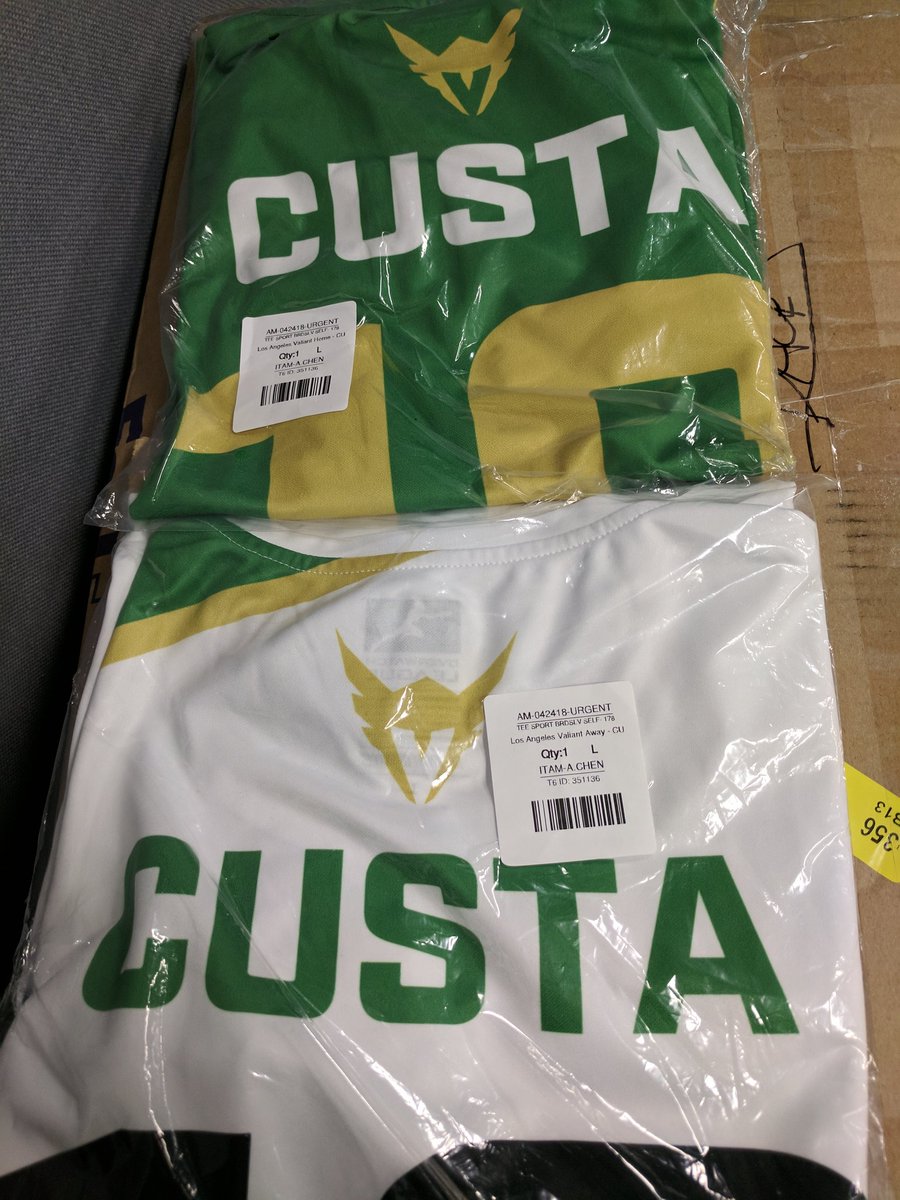 CUSTA
AM-042418-URGENT
TEE SPORT BRDSLV SELF- 178
Los Angeles Valiant Home - CU
Qty:1 L
ITAM-A.CHEN
T6 ID: 351136
AM-042418-URGENT
TEE SPORT BRDSLV SELF- 178
Los Angeles Valiant Away - CU
Qty:1 L
ITAM-A.CHEN
T6 ID: 351136
CUSTA
356
B13